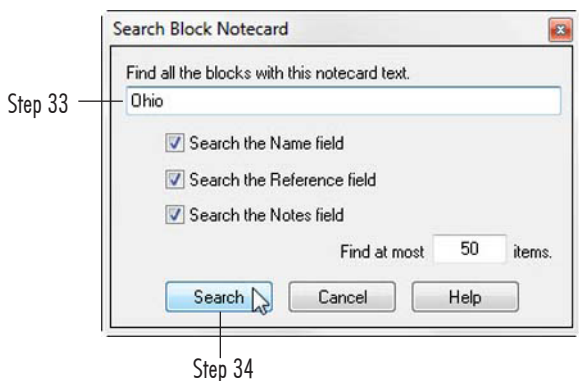 Search Block Notecard
Find all the blocks with this notecard text.
Step 33
Ohio
Search the Name field
Search the Reference field
Search the Notes field
Find at most 50 items.
Search Cancel Help
Step 34